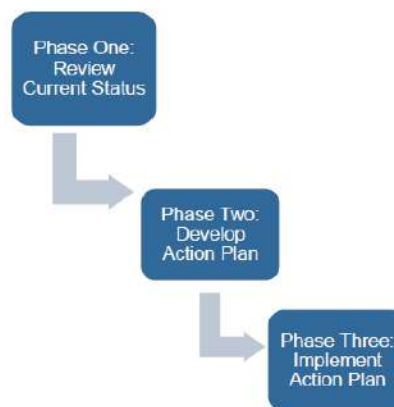 Phase One:
Review
Current Status
Phase Two:
Develop
Action Plan
Phase Three:
Implement
Action Plan